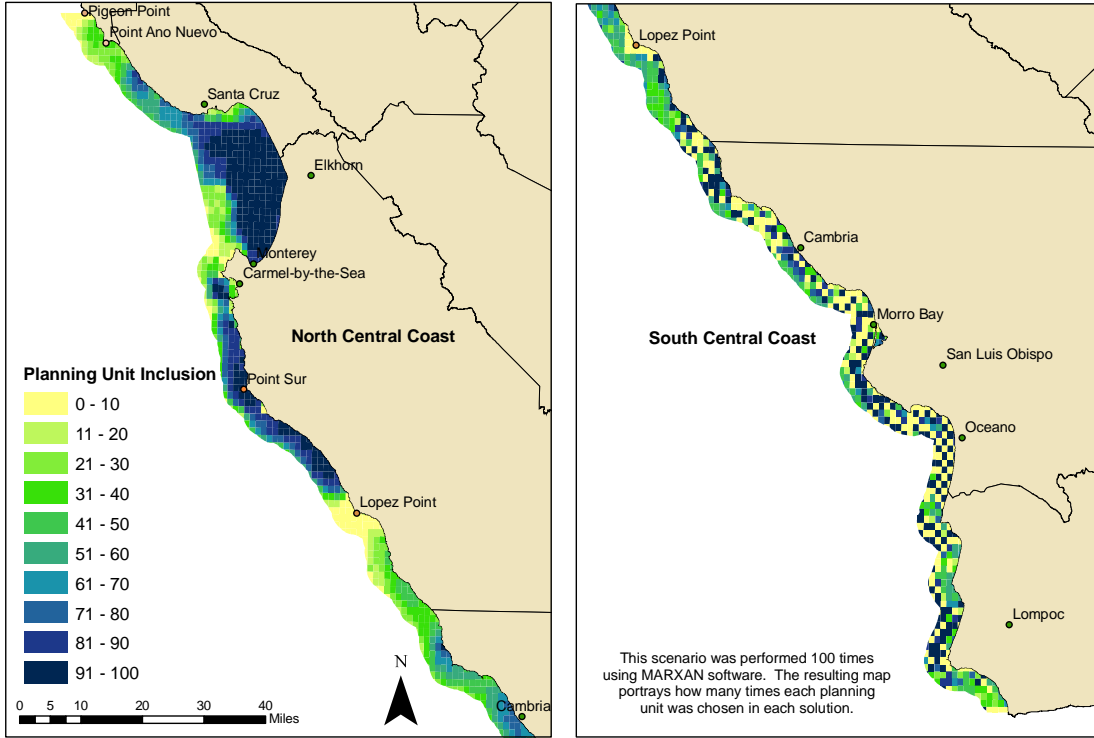 Pigeon Point
Point Ano Nuevo
Santa Cruz
Elkhorn
Monterey
Carmel-by-the-Sea
North Central Coast
Planning Unit Inclusion
Point Sur
0 - 10
11 - 20
21 - 30
31 - 40
41 - 50
51 - 60
61 - 70
71 - 80
81 - 90
91 - 100
Lopez Point
N
Cambria
0 5 10 20 30 40
Miles
Lopez Point
Cambria
Morro Bay
South Central Coast
San Luis Obispo
Oceano
Lompoc
This scenario was performed 100 times
using MARXAN software. The resulting map
portrays how many times each planning
unit was chosen in each solution.